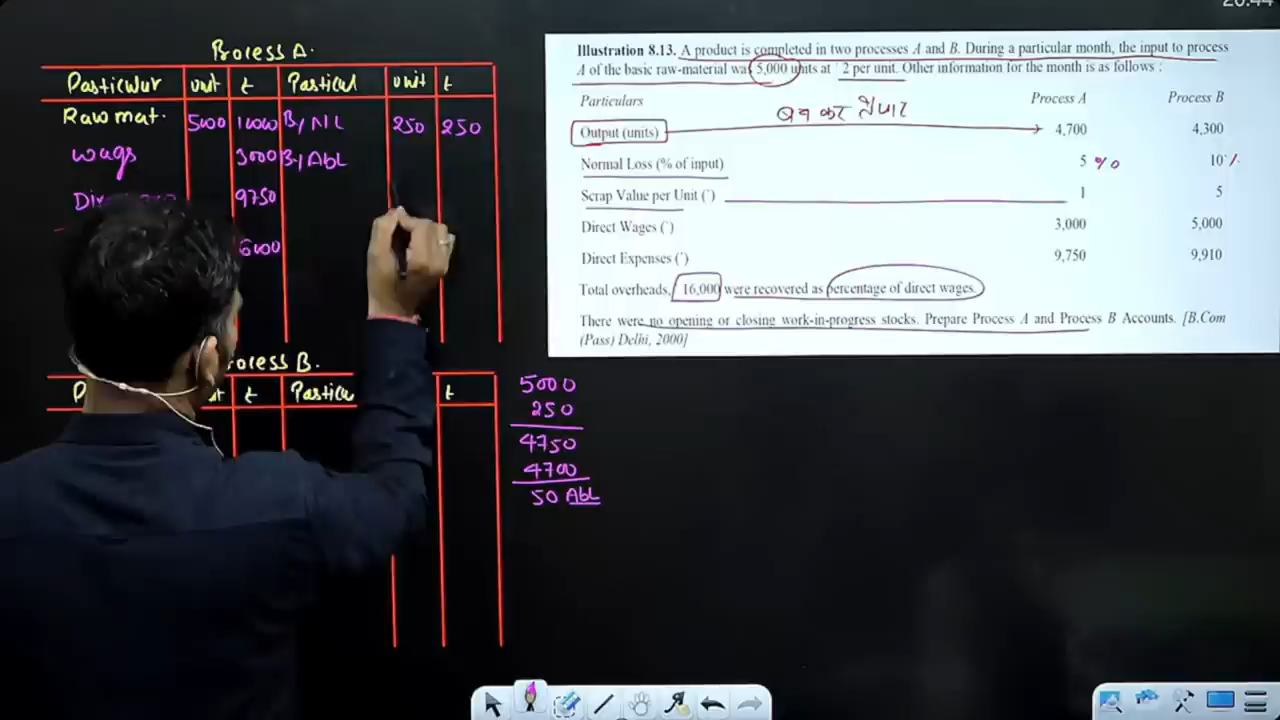 Process A.
Particular unit ₹ Particul unit ₹
Raw mat. 5000 10000 B/NL 250 250
wags 3000 B/AbL
9750
6000
rocess B.
₹ Particu ₹
5000
250
4750
4700
50 AbL
Illustration 8.13. A product is completed in two processes A and B. During a particular month, the input to process
A of the basic raw-material was 5,000 units at ` 2 per unit. Other information for the month is as follows :
Particulars Process A Process B
बन कर तैयार
Output (units) 4,700 4,300
Normal Loss (% of input) 5 % 10 %
Scrap Value per Unit (`) 1 5
Direct Wages (`) 3,000 5,000
Direct Expenses (`) 9,750 9,910
Total overheads, 16,000 were recovered as percentage of direct wages.
There were no opening or closing work-in-progress stocks. Prepare Process A and Process B Accounts. [B.Com
(Pass) Delhi, 2000]